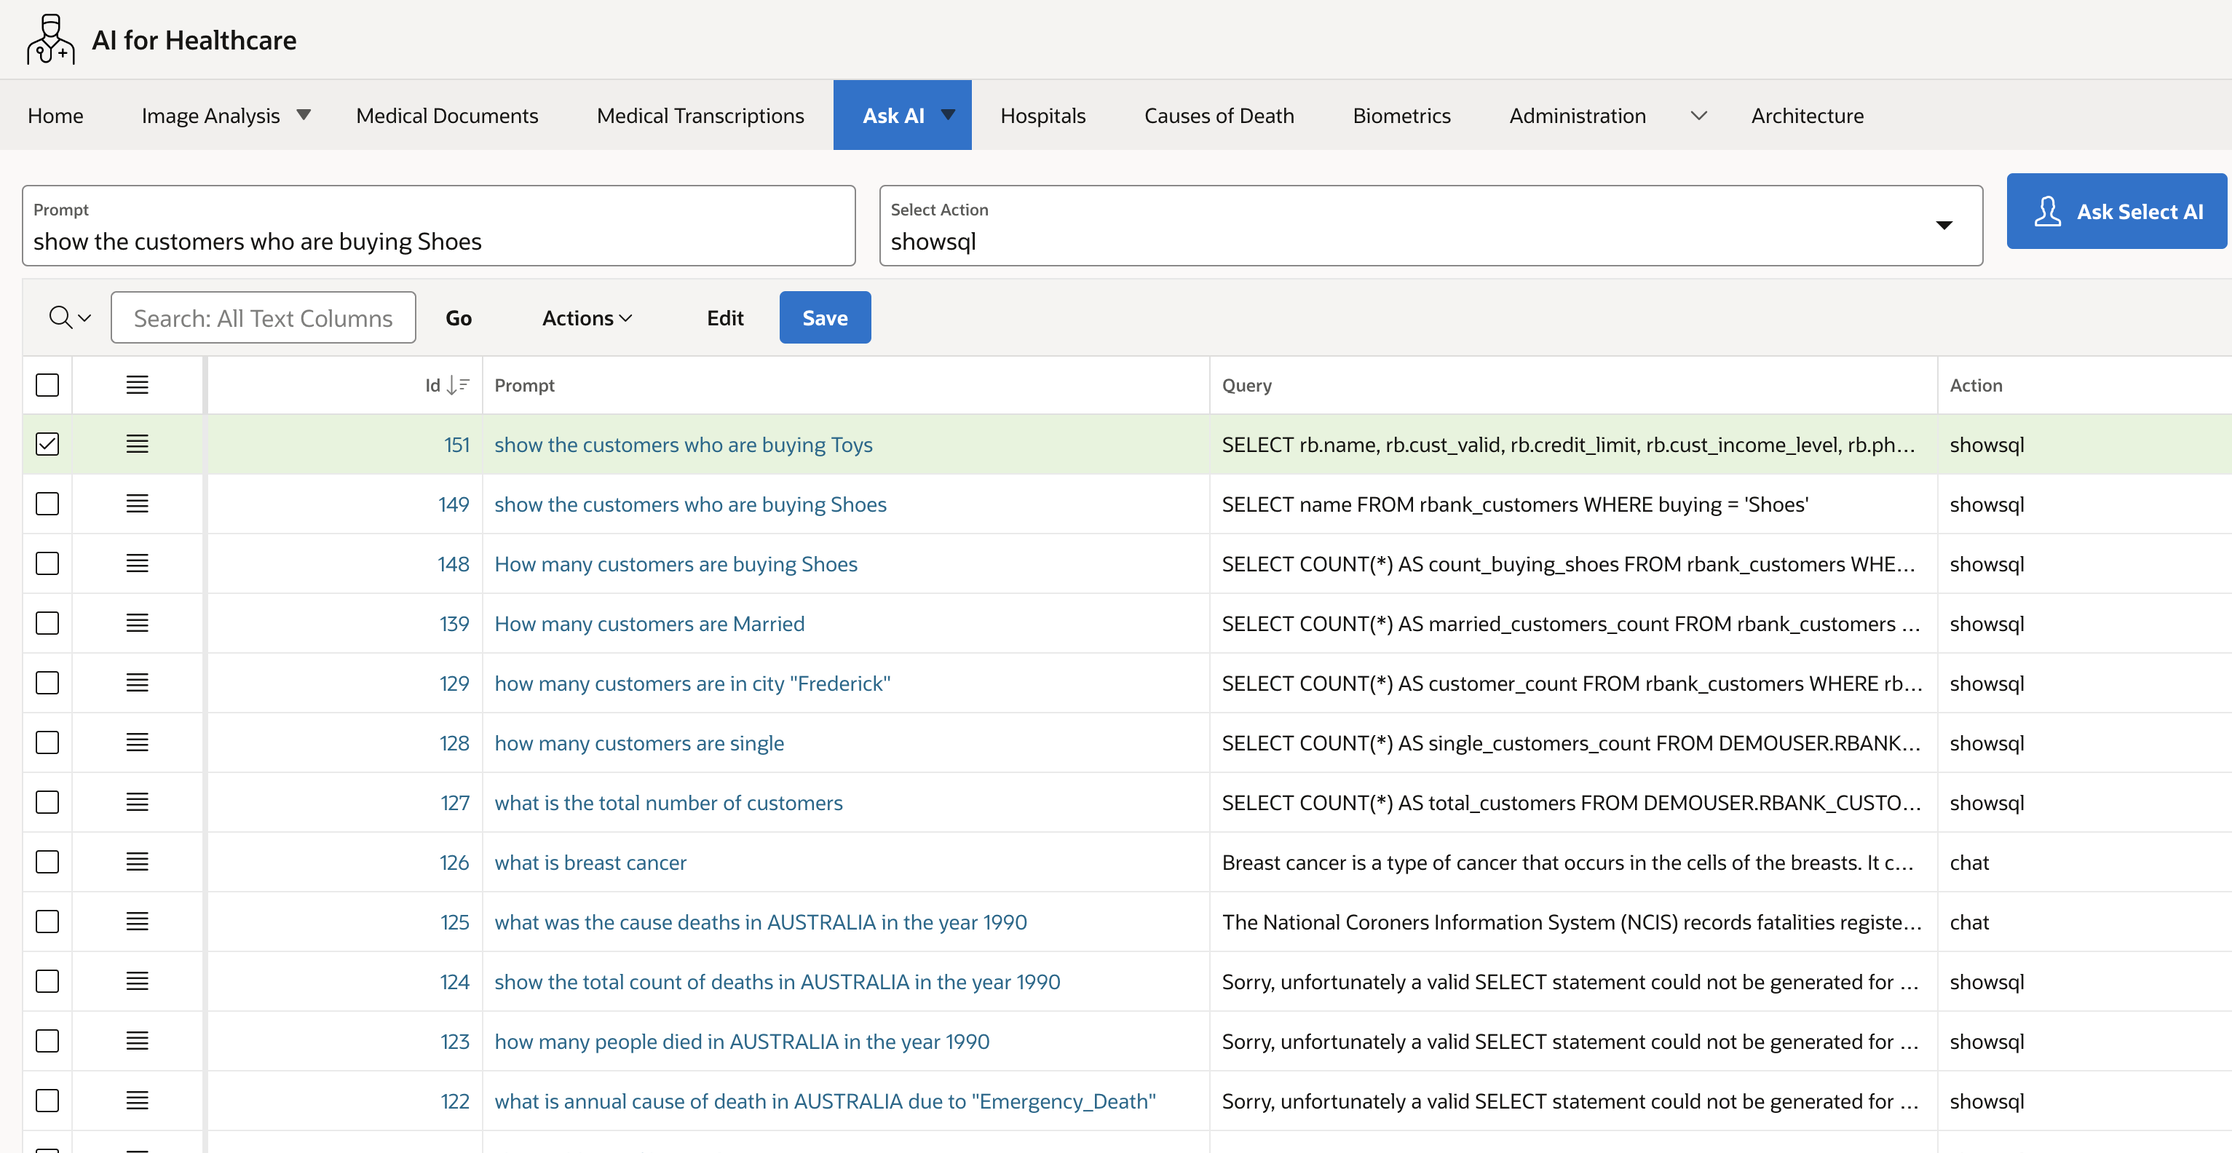 AI for Healthcare
Home Image Analysis Medical Documents Medical Transcriptions Ask AI Hospitals Causes of Death Biometrics Administration Architecture
Prompt
show the customers who are buying Shoes
Select Action
showsql
Ask Select AI
Search: All Text Columns Go Actions Edit Save
Id Prompt Query Action
151 show the customers who are buying Toys SELECT rb.name, rb.cust_valid, rb.credit_limit, rb.cust_income_level, rb.ph... showsql
149 show the customers who are buying Shoes SELECT name FROM rbank_customers WHERE buying = 'Shoes' showsql
148 How many customers are buying Shoes SELECT COUNT(*) AS count_buying_shoes FROM rbank_customers WHE... showsql
139 How many customers are Married SELECT COUNT(*) AS married_customers_count FROM rbank_customers ... showsql
129 how many customers are in city "Frederick" SELECT COUNT(*) AS customer_count FROM rbank_customers WHERE rb... showsql
128 how many customers are single SELECT COUNT(*) AS single_customers_count FROM DEMOUSER.RBANK... showsql
127 what is the total number of customers SELECT COUNT(*) AS total_customers FROM DEMOUSER.RBANK_CUSTO... showsql
126 what is breast cancer Breast cancer is a type of cancer that occurs in the cells of the breasts. It c... chat
125 what was the cause deaths in AUSTRALIA in the year 1990 The National Coroners Information System (NCIS) records fatalities registe... chat
124 show the total count of deaths in AUSTRALIA in the year 1990 Sorry, unfortunately a valid SELECT statement could not be generated for ... showsql
123 how many people died in AUSTRALIA in the year 1990 Sorry, unfortunately a valid SELECT statement could not be generated for ... showsql
122 what is annual cause of death in AUSTRALIA due to "Emergency_Death" Sorry, unfortunately a valid SELECT statement could not be generated for ... showsql